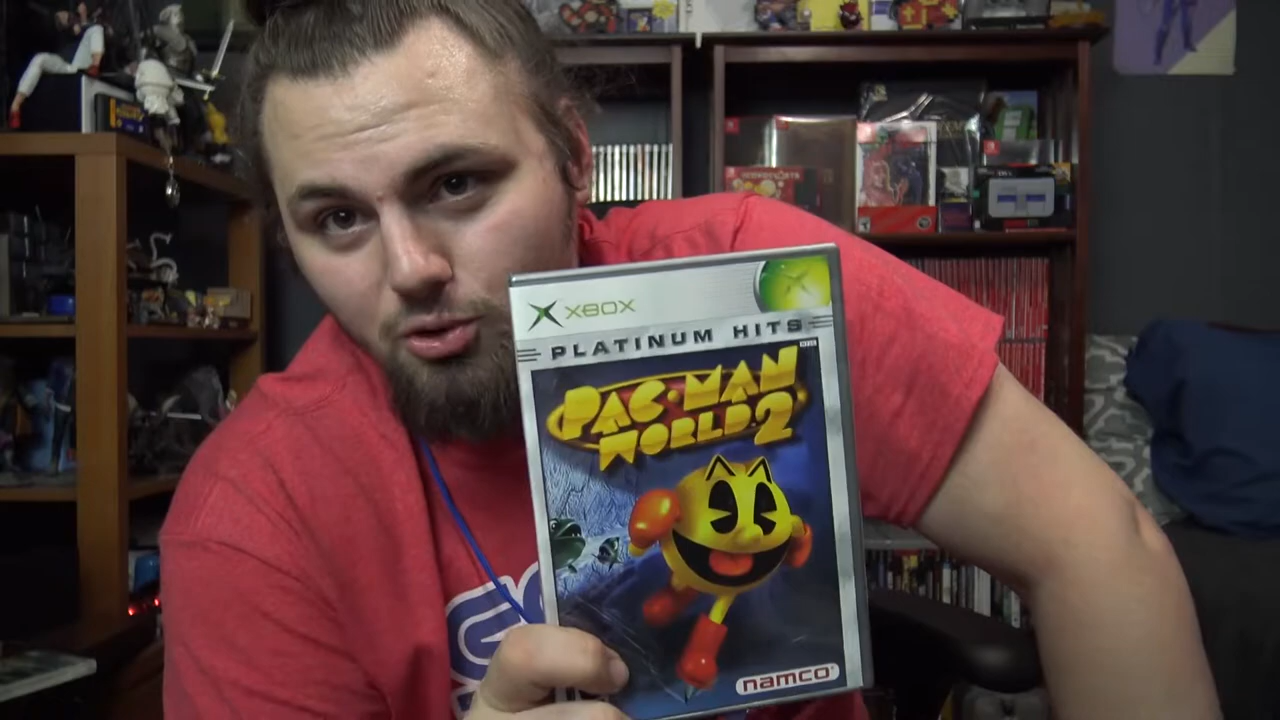 XBOX
PLATINUM HITS
PAC-MAN
WORLD 2
namco